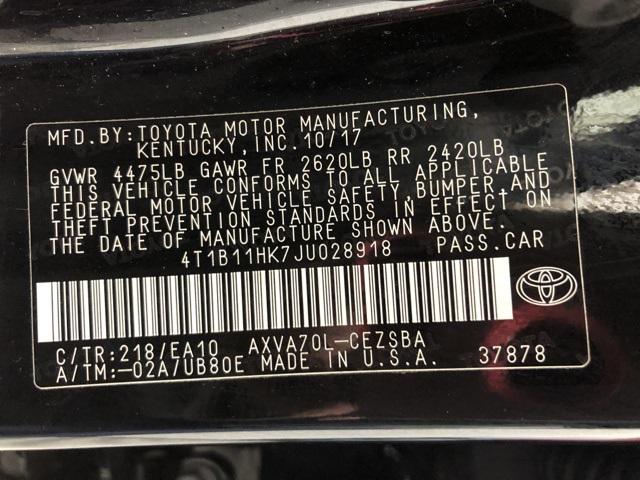 MFD.BY:TOYOTA MOTOR MANUFACTURING,
KENTUCKY, INC. 10/17
GVWR 4475LB GAWR FR 2620LB RR 2420LB
THIS VEHICLE CONFORMS TO ALL APPLICABLE
FEDERAL MOTOR VEHICLE SAFETY, BUMPER, AND
THEFT PREVENTION STANDARDS IN EFFECT ON
THE DATE OF MANUFACTURE SHOWN ABOVE.
4T1B11HK7JU028918 PASS.CAR
C/TR:218/EA10 AXVA70L-CEZSBA
A/TM:-02A/UB80E MADE IN U.S.A. 37878